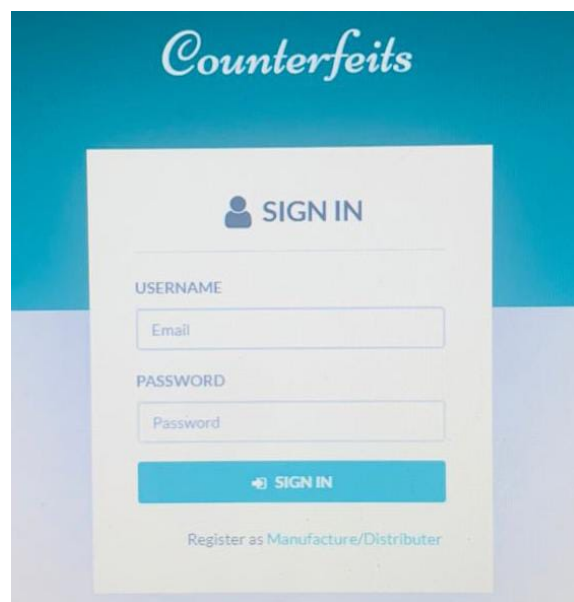 Counterfeits
SIGN IN
USERNAME
Email
PASSWORD
Password
SIGN IN
Register as Manufacture/Distributer